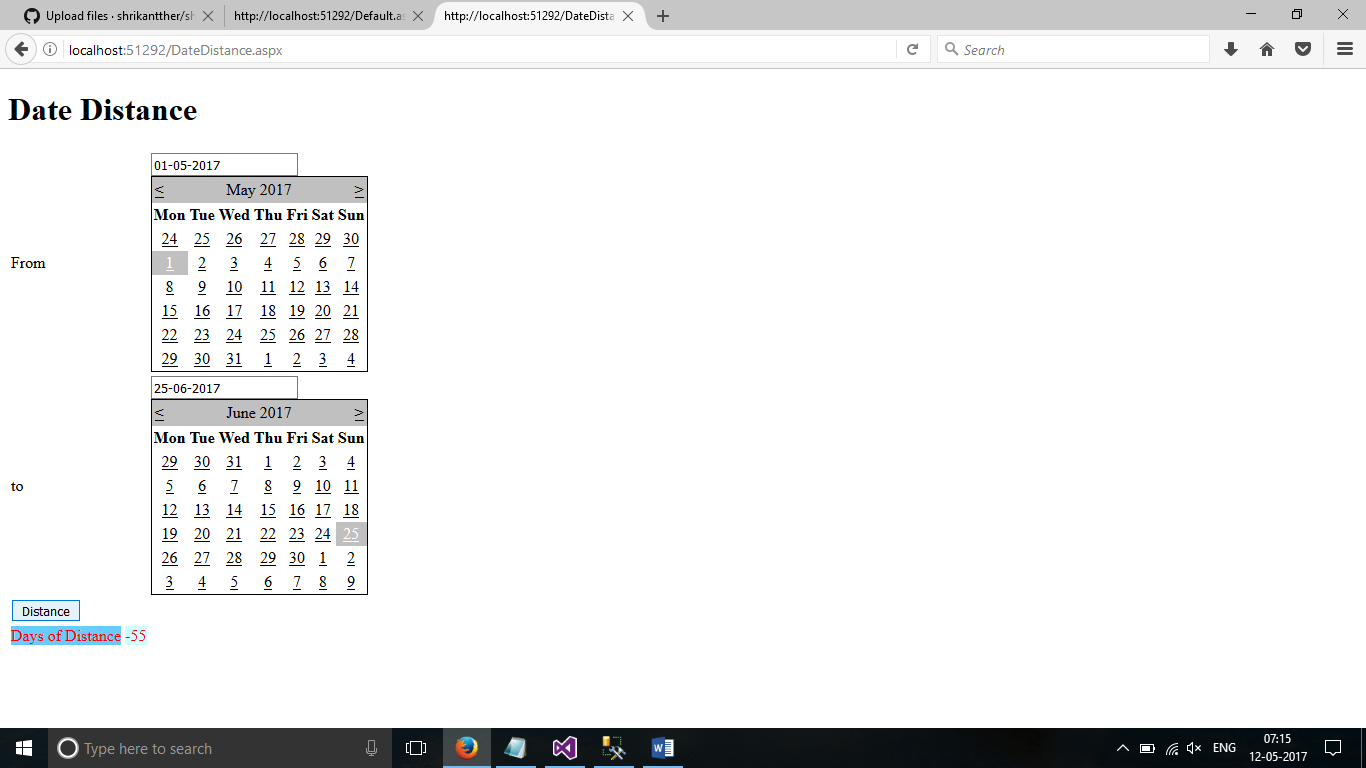 Upload files · shrikantther/sh
http://localhost:51292/Default.as
http://localhost:51292/DateDista
localhost:51292/DateDistance.aspx
Search
Date Distance
01-05-2017
< May 2017 >
Mon Tue Wed Thu Fri Sat Sun
24 25 26 27 28 29 30
From
1 2 3 4 5 6 7
8 9 10 11 12 13 14
15 16 17 18 19 20 21
22 23 24 25 26 27 28
29 30 31 1 2 3 4
25-06-2017
< June 2017 >
Mon Tue Wed Thu Fri Sat Sun
29 30 31 1 2 3 4
to
5 6 7 8 9 10 11
12 13 14 15 16 17 18
19 20 21 22 23 24 25
26 27 28 29 30 1 2
3 4 5 6 7 8 9
Distance
Days of Distance -55
Type here to search
ENG
07:15
12-05-2017